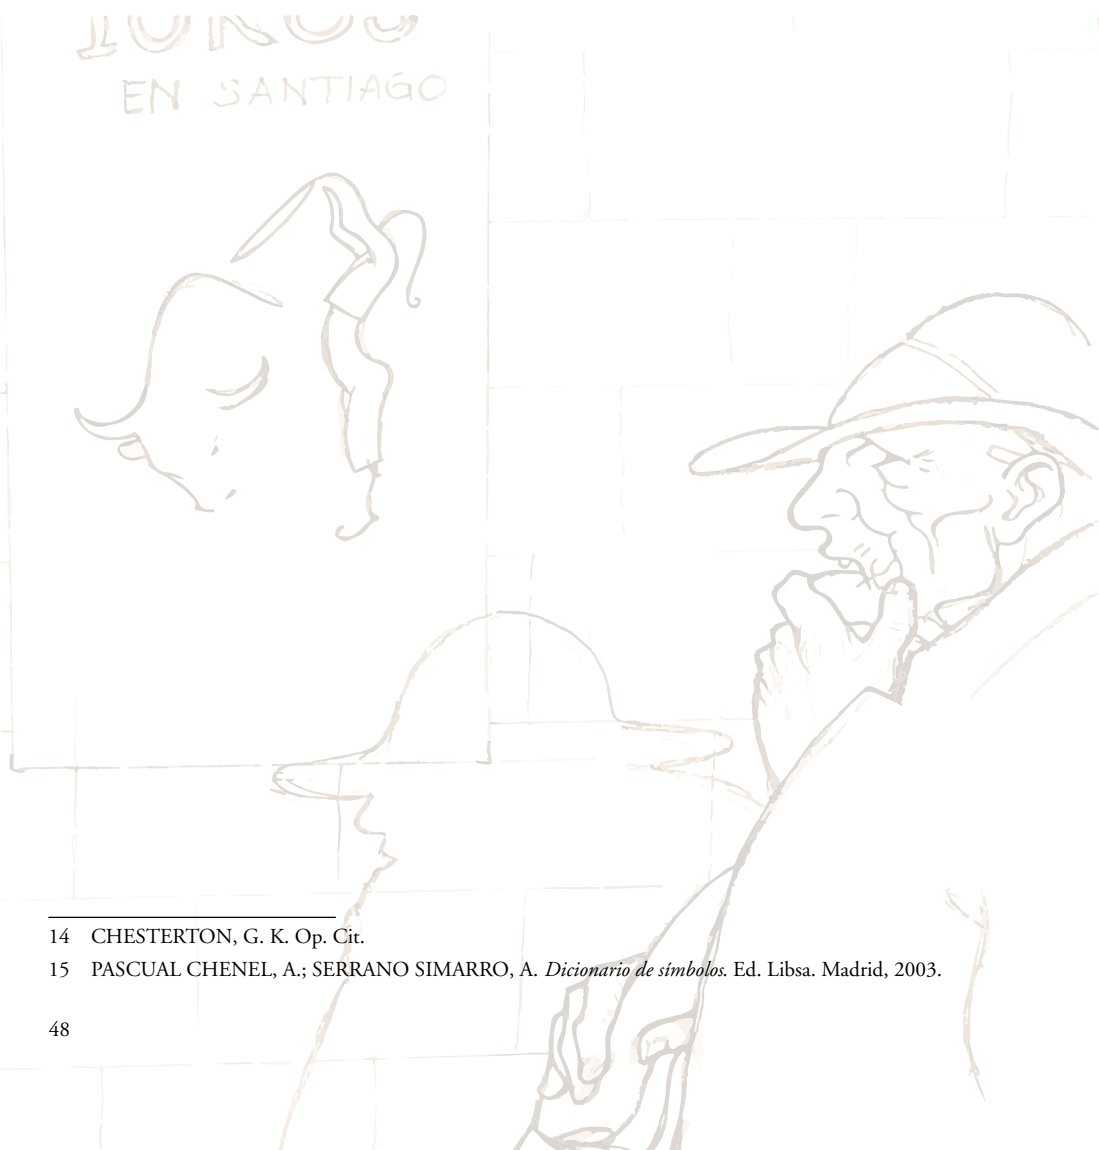 TOROS
EN SANTIAGO
14 CHESTERTON, G. K. Op. Cit.
15 PASCUAL CHENEL, A.; SERRANO SIMARRO, A. Dicionario de símbolos. Ed. Libsa. Madrid, 2003.
48